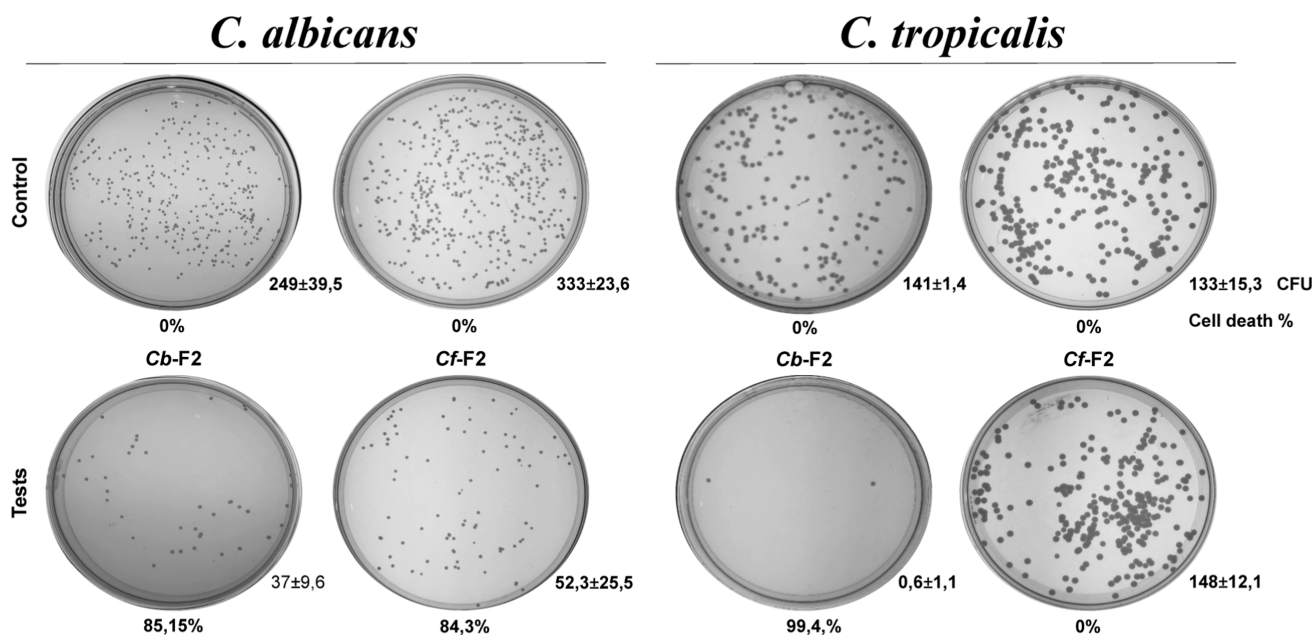 C. albicans
C. tropicalis
Control
249±39,5
333±23,6
141±1,4
133±15,3 CFU
0%
0%
0%
0%
Cell death %
Cb-F2
Cf-F2
Cb-F2
Cf-F2
Tests
37±9,6
52,3±25,5
0,6±1,1
148±12,1
85,15%
84,3%
99,4,%
0%